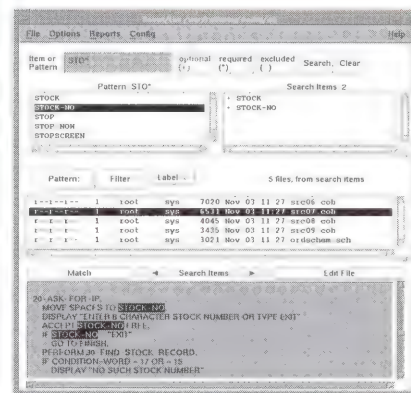 File Options Reports Config Help
Item or Pattern STO* optional (+) required (*) excluded ( ) Search, Clear
Pattern STO*
STOCK
STOCK-NO
STOP
STOP NOW
STOPSCREEN
Search Items 2
STOCK
STOCK-NO
Pattern: Filter Label 5 files, from search items
r--r--r-- 1 root sys 7020 Nov 03 11 27 src06 cob
r--r--r-- 1 root sys 6531 Nov 03 11 27 src07 cob
r--r--r-- 1 root sys 4045 Nov 03 11 27 src08 cob
r--r--r-- 1 root sys 3435 Nov 03 11 27 src09 cob
r--r--r-- 1 root sys 3021 Nov 03 11 27 ordscham sch
Match Search Items Edit File
20-ASK-FOR-IP.
MOVE SPACES TO STOCK-NO
DISPLAY "ENTER 8 CHARACTER STOCK NUMBER OR TYPE EXIT"
ACCEPT STOCK-NO FREE.
IF STOCK-NO "EXIT"
GO TO FINISH.
PERFORM 30 FIND STOCK RECORD.
IF CONDITION-WORD = 17 OR = 15
DISPLAY "NO SUCH STOCK NUMBER"